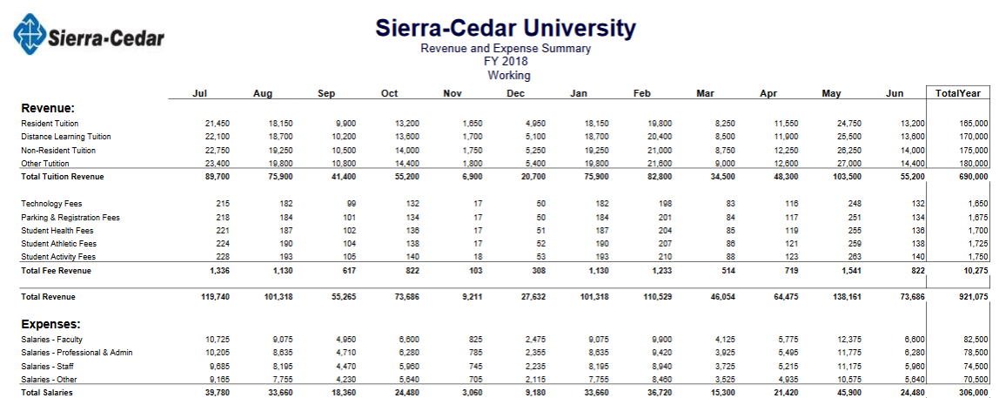 Sierra-Cedar
Sierra-Cedar University
Revenue and Expense Summary
FY 2018
Working
Jul Aug Sep Oct Nov Dec Jan Feb Mar Apr May Jun TotalYear
Revenue:
Resident Tuition 21,450 18,150 9,900 13,200 1,650 4,950 18,150 19,800 8,250 11,550 24,750 13,200 165,000
Distance Learning Tuition 22,100 18,700 10,200 13,600 1,700 5,100 18,700 20,400 8,500 11,900 25,500 13,600 170,000
Non-Resident Tuition 22,750 19,250 10,500 14,000 1,750 5,250 19,250 21,000 8,750 12,250 26,250 14,000 175,000
Other Tutition 23,400 19,800 10,800 14,400 1,800 5,400 19,800 21,600 9,000 12,600 27,000 14,400 180,000
Total Tuition Revenue 89,700 75,900 41,400 55,200 6,900 20,700 75,900 82,800 34,500 48,300 103,500 55,200 690,000
Technology Fees 215 182 99 132 17 50 182 198 83 116 248 132 1,650
Parking & Registration Fees 218 184 101 134 17 50 184 201 84 117 251 134 1,675
Student Health Fees 221 187 102 136 17 51 187 204 85 119 255 136 1,700
Student Athletic Fees 224 190 104 138 17 52 190 207 86 121 259 138 1,725
Student Activity Fees 228 193 105 140 18 53 193 210 88 123 263 140 1,750
Total Fee Revenue 1,336 1,130 617 822 103 308 1,130 1,233 514 719 1,541 822 10,275
Total Revenue 119,740 101,318 55,265 73,686 9,211 27,632 101,318 110,529 46,054 64,475 138,161 73,686 921,075
Expenses:
Salaries - Faculty 10,725 9,075 4,950 6,600 825 2,475 9,075 9,900 4,125 5,775 12,375 6,600 82,500
Salaries - Professional & Admin 10,205 8,635 4,710 6,280 785 2,355 8,635 9,420 3,925 5,495 11,775 6,280 78,500
Salaries - Staff 9,685 8,195 4,470 5,960 745 2,235 8,195 8,940 3,725 5,215 11,175 5,960 74,500
Salaries - Other 9,165 7,755 4,230 5,640 705 2,115 7,755 8,460 3,525 4,935 10,575 5,640 70,500
Total Salaries 39,780 33,660 18,360 24,480 3,060 9,180 33,660 36,720 15,300 21,420 45,900 24,480 306,000